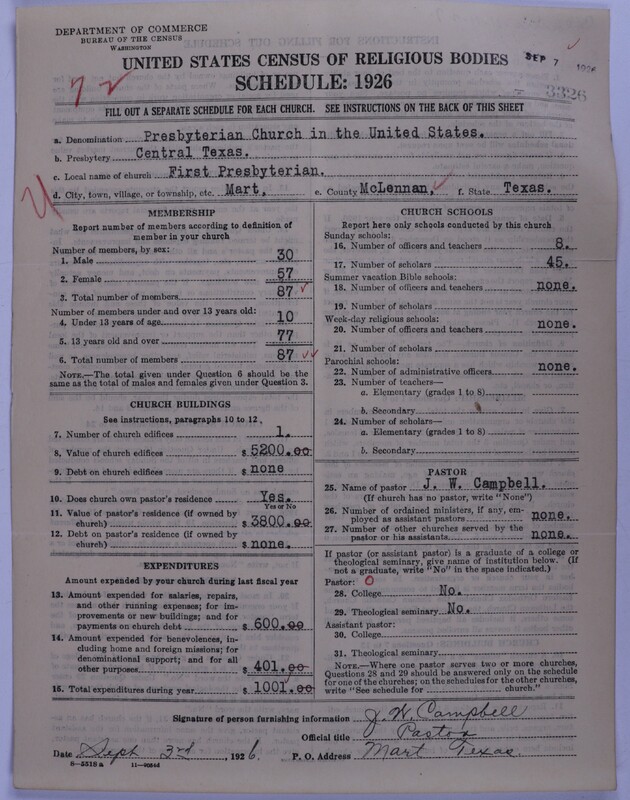 DEPARTMENT OF COMMERCE
BUREAU OF THE CENSUS
WASHINGTON
UNITED STATES CENSUS OF RELIGIOUS BODIES
SEP 7
SCHEDULE: 1926
3326
72
FILL OUT A SEPARATE SCHEDULE FOR EACH CHURCH. SEE INSTRUCTIONS ON THE BACK OF THIS SHEET
a. Denomination Presbyterian Church in the United States.
b. Presbytery Central Texas.
c. Local name of church First Presbyterian.
d. City, town, village, or township, etc. Mart, e. County McLennan, f. State Texas.
MEMBERSHIP
Report number of members according to definition of
member in your church
Number of members, by sex:
1. Male 30
2. Female 57
3. Total number of members 87
Number of members under and over 13 years old:
4. Under 13 years of age 10
5. 13 years old and over 77
6. Total number of members 87
NOTE.—The total given under Question 6 should be
same as the total of males and females given under Question 3.
CHURCH BUILDINGS
See instructions, paragraphs 10 to 12.
7. Number of church edifices 1.
8. Value of church edifices $ 5200.00
9. Debt on church edifices $ none
10. Does church own pastor's residence Yes.
Yes or No
11. Value of pastor's residence (if owned by
church) $ 3800.00
12. Debt on pastor's residence (if owned by
church) $ none.
EXPENDITURES
Amount expended by your church during last fiscal year
13. Amount expended for salaries, repairs,
and other running expenses; for im-
provements or new buildings; and for
payments on church debt $ 600.00
14. Amount expended for benevolences, in-
cluding home and foreign missions; for
denominational support; and for all
other purposes $ 401.00
15. Total expenditures during year $ 1001.00
CHURCH SCHOOLS
Report here only schools conducted by this church
Sunday schools:
16. Number of officers and teachers 8.
17. Number of scholars 45.
Summer vacation Bible schools:
18. Number of officers and teachers none.
19. Number of scholars
Week-day religious schools:
20. Number of officers and teachers none.
21. Number of scholars
Parochial schools:
22. Number of administrative officers none.
23. Number of teachers—
a. Elementary (grades 1 to 8)
b. Secondary
24. Number of scholars—
a. Elementary (grades 1 to 8)
b. Secondary
PASTOR
25. Name of pastor J. W. Campbell.
(If church has no pastor, write "None")
26. Number of ordained ministers, if any, em-
ployed as assistant pastors none.
27. Number of other churches served by the
pastor or his assistants none.
If pastor (or assistant pastor) is a graduate of a college or
theological seminary, give name of institution below. (If
not a graduate, write "No" in the space indicated.)
Pastor: 0
28. College No.
29. Theological seminary No.
Assistant pastor:
30. College
31. Theological seminary
NOTE.—Where one pastor serves two or more churches,
Questions 28 and 29 should be answered only on the schedule
for one of the churches; on the schedules for the other churches,
write "See schedule for church."
Signature of person furnishing information J. W. Campbell
Official title Pastor
Date Sept 3rd, 1926. P. O. Address Mart Texas.
8—5518a